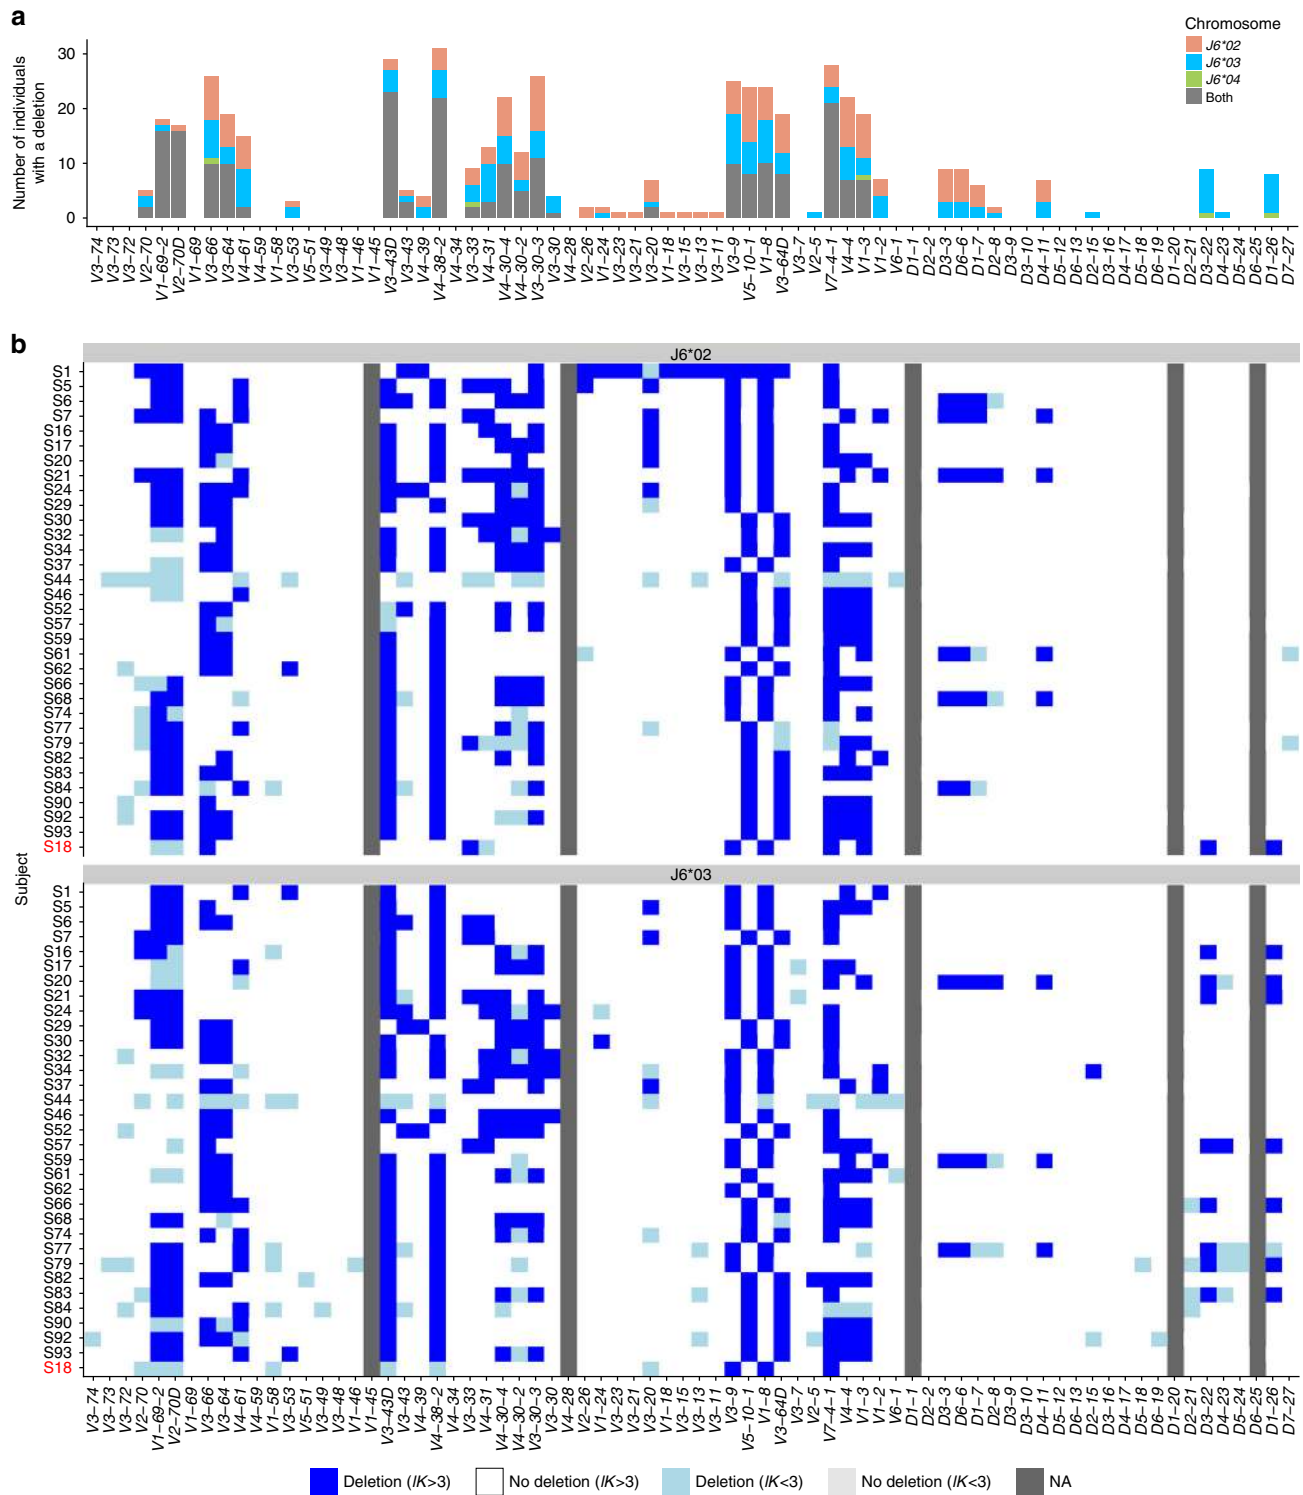 a
Number of individuals
with a deletion
30
20
10
0
Chromosome
J6*02
J6*03
J6*04
Both
V3-74
V3-73
V3-72
V2-70
V1-69-2
V2-70D
V1-69
V3-66
V3-64
V4-61
V4-59
V1-58
V3-53
V5-51
V3-49
V3-48
V1-46
V1-45
V3-43D
V3-43
V4-39
V4-38-2
V4-34
V3-33
V4-31
V4-30-4
V4-30-2
V3-30-3
V3-30
V4-28
V2-26
V1-24
V3-23
V3-21
V3-20
V1-18
V3-15
V3-13
V3-11
V3-9
V5-10-1
V1-8
V3-64D
V3-7
V2-5
V7-4-1
V4-4
V1-3
V1-2
V6-1
D1-1
D2-2
D3-3
D6-6
D1-7
D2-8
D3-9
D3-10
D4-11
D5-12
D6-13
D2-15
D3-16
D4-17
D5-18
D6-19
D1-20
D2-21
D3-22
D4-23
D5-24
D6-25
D1-26
D7-27
b
Subject
J6*02
S1
S5
S6
S7
S16
S17
S20
S21
S24
S29
S30
S32
S34
S37
S44
S46
S52
S57
S59
S61
S62
S66
S68
S74
S77
S79
S82
S83
S84
S90
S92
S93
S18
J6*03
S1
S5
S6
S7
S16
S17
S20
S21
S24
S29
S30
S32
S34
S37
S44
S46
S52
S57
S59
S61
S62
S66
S68
S74
S77
S79
S82
S83
S84
S90
S92
S93
S18
V3-74
V3-73
V3-72
V2-70
V1-69-2
V2-70D
V1-69
V3-66
V3-64
V4-61
V4-59
V1-58
V3-53
V5-51
V3-49
V3-48
V1-46
V1-45
V3-43D
V3-43
V4-39
V4-38-2
V4-34
V3-33
V4-31
V4-30-4
V4-30-2
V3-30-3
V3-30
V4-28
V2-26
V1-24
V3-23
V3-21
V3-20
V1-18
V3-15
V3-13
V3-11
V3-9
V5-10-1
V1-8
V3-64D
V3-7
V2-5
V7-4-1
V4-4
V1-3
V1-2
V6-1
D1-1
D2-2
D3-3
D6-6
D1-7
D2-8
D3-9
D3-10
D4-11
D5-12
D6-13
D2-15
D3-16
D4-17
D5-18
D6-19
D1-20
D2-21
D3-22
D4-23
D5-24
D6-25
D1-26
D7-27
Deletion (lK>3)
No deletion (lK>3)
Deletion (lK<3)
No deletion (lK<3)
NA